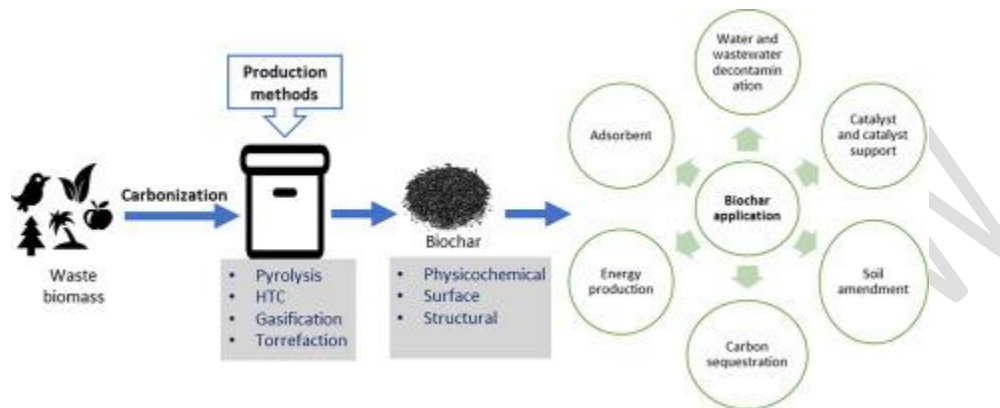 Production
methods
Carbonization
Waste
biomass
• Pyrolysis
• HTC
• Gasification
• Torrefaction
Biochar
• Physicochemical
• Surface
• Structural
Water and
wastewater
decontamin
ation
Adsorbent
Catalyst
and catalyst
support
Biochar
application
Energy
production
Soil
amendment
Carbon
sequestration